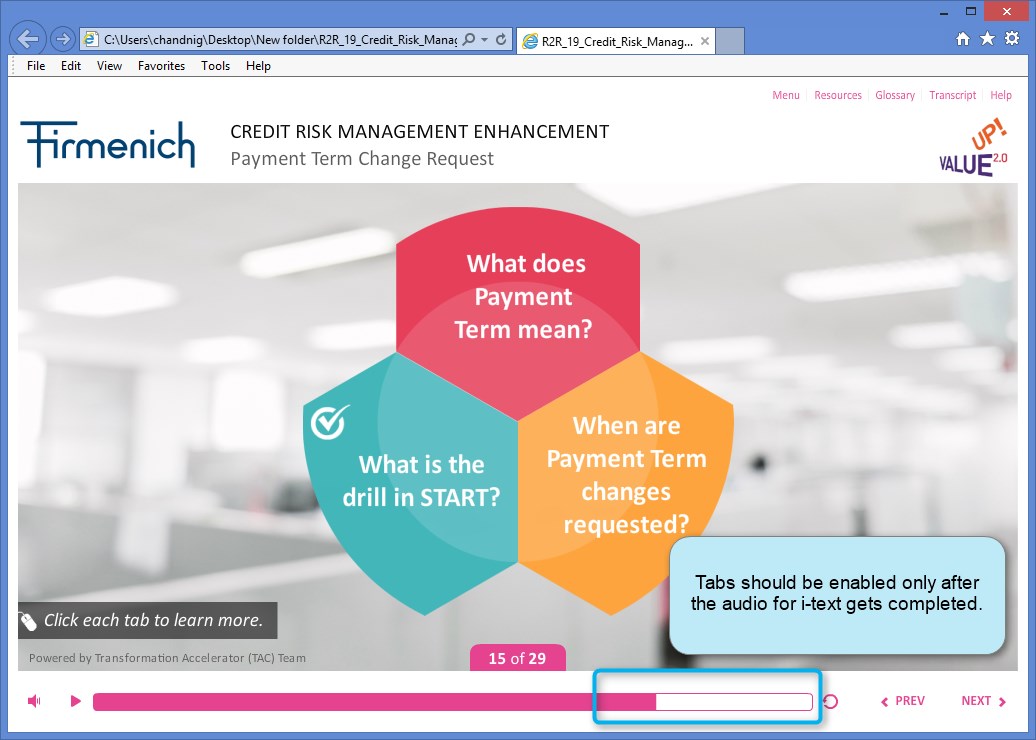 C:\Users\chandnig\Desktop\New folder\R2R_19_Credit_Risk_Manag
R2R_19_Credit_Risk_Manag...
File Edit View Favorites Tools Help
Menu Resources Glossary Transcript Help
Firmenich
CREDIT RISK MANAGEMENT ENHANCEMENT
Payment Term Change Request
UP!
VALUE 2.0
What does
Payment
Term mean?
What is the
drill in START?
When are
Payment Term
changes
requested?
Tabs should be enabled only after
the audio for i-text gets completed.
Click each tab to learn more.
Powered by Transformation Accelerator (TAC) Team
15 of 29
PREV NEXT